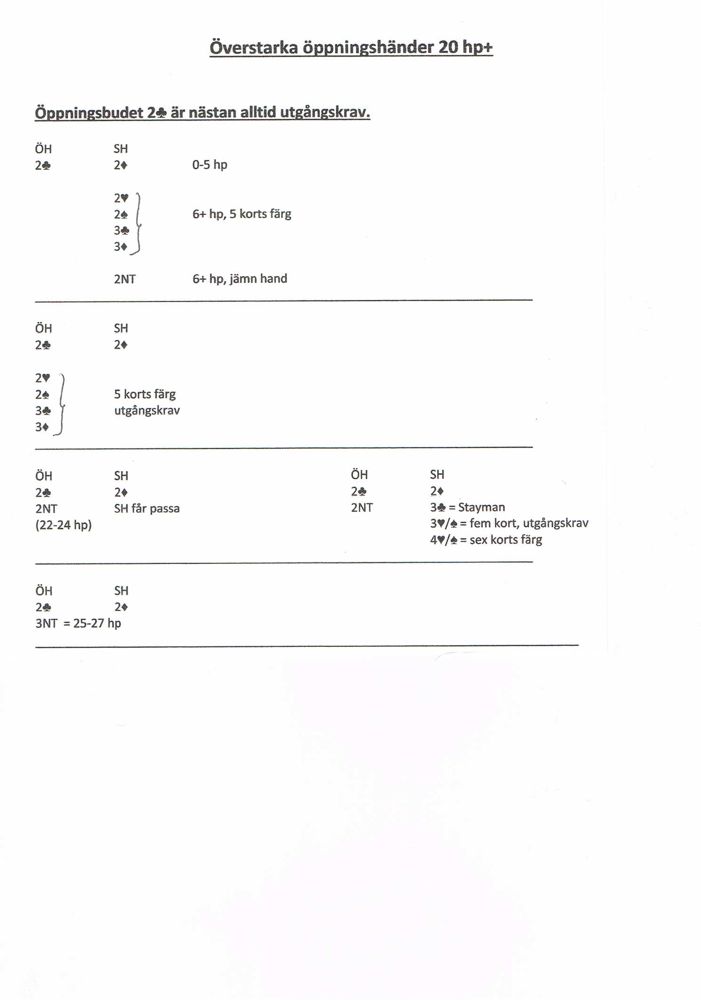 Överstarka öppningshänder 20 hp+
Öppningsbudet 2♣ är nästan alltid utgångskrav.
ÖH SH
2♣ 2♦ 0-5 hp
2♥
2♠ 6+ hp, 5 korts färg
3♣
3♦
2NT 6+ hp, jämn hand
ÖH SH
2♣ 2♦
2♥
2♠ 5 korts färg
3♣ utgångskrav
3♦
ÖH SH
2♣ 2♦
2NT SH får passa
(22-24 hp)
ÖH SH
2♣ 2♦
2NT 3♣ = Stayman
3♥/♠ = fem kort, utgångskrav
4♥/♠ = sex korts färg
ÖH SH
2♣ 2♦
3NT = 25-27 hp